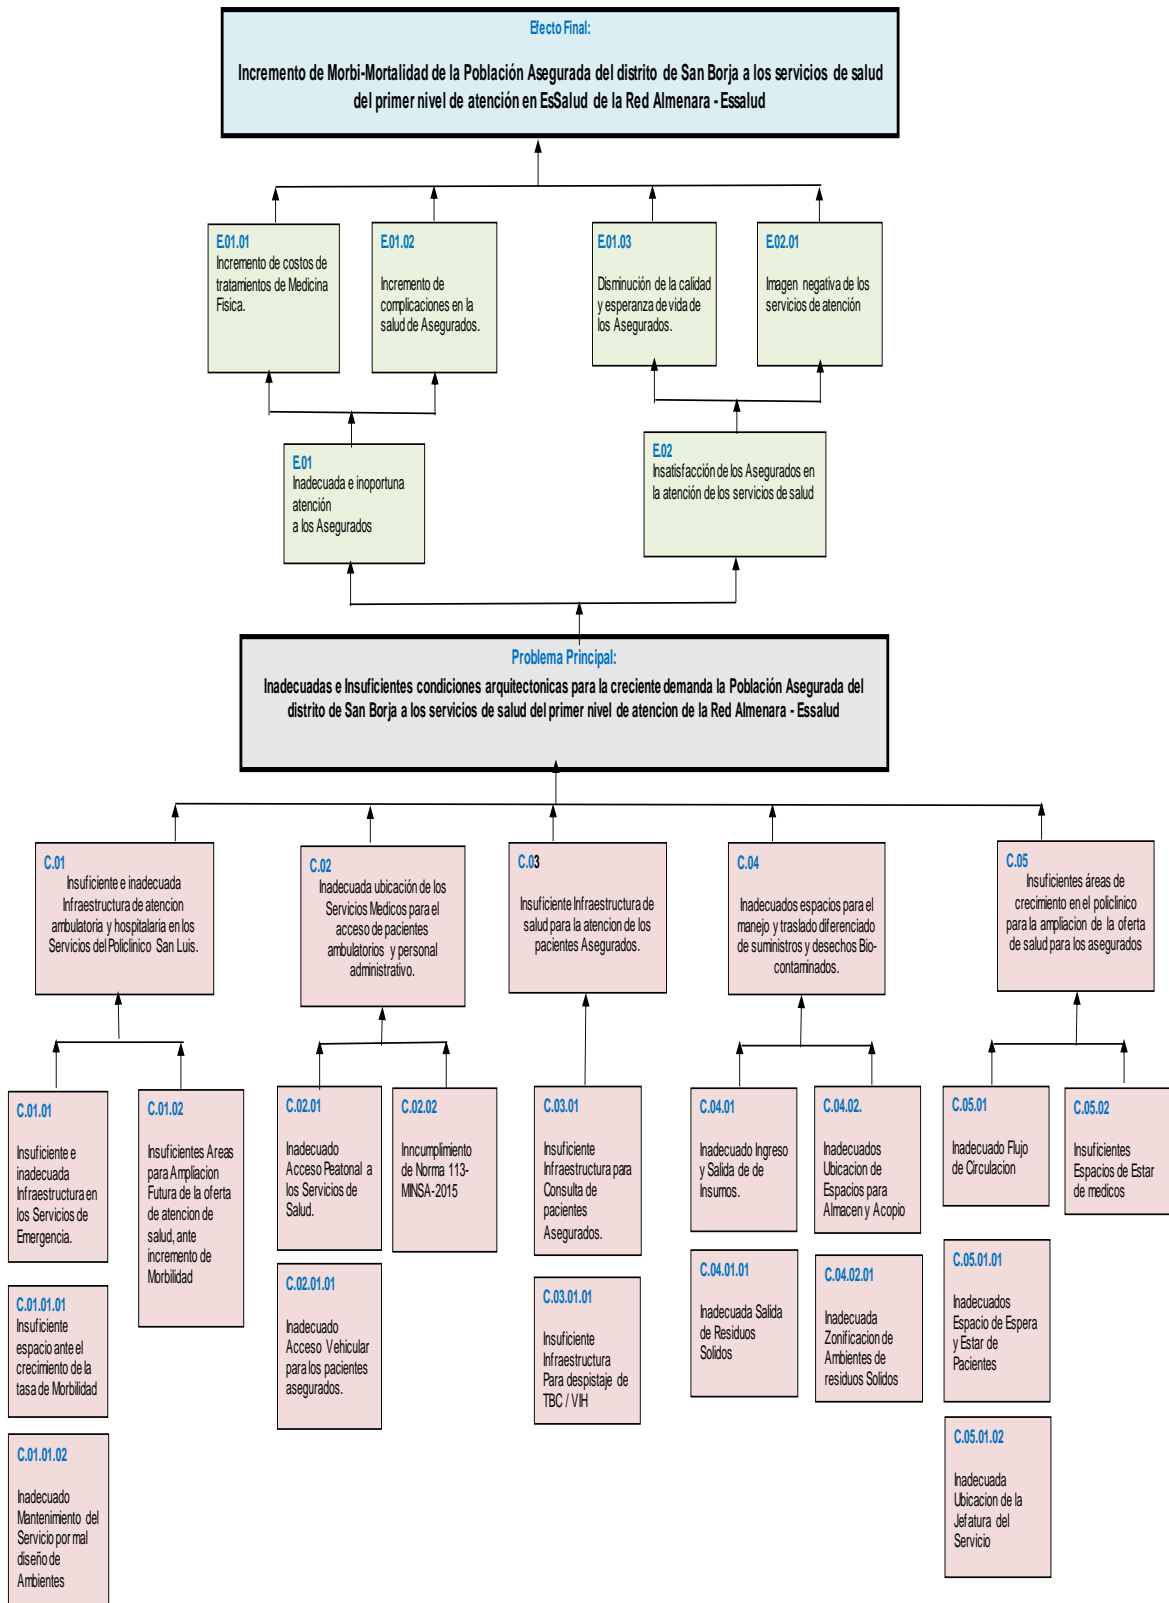 Efecto Final:
Incremento de Morbi-Mortalidad de la Población Asegurada del distrito de San Borja a los servicios de salud
del primer nivel de atención en EsSalud de la Red Almenara - Essalud
E.01.01
Incremento de costos de
tratamientos de Medicina
Fisica.
E.01.02
Incremento de
complicaciones en la
salud de Asegurados.
E.01.03
Disminución de la calidad
y esperanza de vida de
los Asegurados.
E.02.01
Imagen negativa de los
servicios de atención
E.01
Inadecuada e inoportuna
atención
a los Asegurados
E.02
Insatisfacción de los Asegurados en
la atención de los servicios de salud
Problema Principal:
Inadecuadas e Insuficientes condiciones arquitectonicas para la creciente demanda la Población Asegurada del
distrito de San Borja a los servicios de salud del primer nivel de atencion de la Red Almenara - Essalud
C.01
Insuficiente e inadecuada
Infraestructura de atencion
ambulatoria y hospitalaria en los
Servicios del Policlinico San Luis.
C.02
Inadecuada ubicación de los
Servicios Medicos para el
acceso de pacientes
ambulatorios y personal
administrativo.
C.03
Insuficiente Infraestructura de
salud para la atencion de los
pacientes Asegurados.
C.04
Inadecuados espacios para el
manejo y traslado diferenciado
de suministros y desechos Bio-
contaminados.
C.05
Insuficientes áreas de
crecimiento en el policlinico
para la ampliacion de la oferta
de salud para los asegurados
C.01.01
Insuficiente e
inadecuada
Infraestructura en
los Servicios de
Emergencia.
C.01.02
Insuficientes Areas
para Ampliacion
Futura de la oferta
de atencion de
salud, ante
incremento de
Morbilidad
C.02.01
Inadecuado
Acceso Peatonal a
los Servicios de
Salud.
C.02.02
Inncumplimiento
de Norma 113-
MINSA-2015
C.03.01
Insuficiente
Infraestructura para
Consulta de
pacientes
Asegurados.
C.04.01
Inadecuado Ingreso
y Salida de de
Insumos.
C.04.02.
Inadecuados
Ubicacion de
Espacios para
Almacen y Acopio
C.05.01
Inadecuado Flujo
de Circulacion
C.05.02
Insuficientes
Espacios de Estar
de medicos
C.01.01.01
Insuficiente
espacio ante el
crecimiento de la
tasa de Morbilidad
C.02.01.01
Inadecuado
Acceso Vehicular
para los pacientes
asegurados.
C.03.01.01
Insuficiente
Infraestructura
Para despistaje de
TBC / VIH
C.04.01.01
Inadecuada Salida
de Residuos
Solidos
C.04.02.01
Inadecuada
Zonificacion de
Ambientes de
residuos Solidos
C.05.01.01
Inadecuados
Espacio de Espera
y Estar de
Pacientes
C.01.01.02
Inadecuado
Mantenimiento del
Servicio por mal
diseño de
Ambientes
C.05.01.02
Inadecuada
Ubicacion de la
Jefatura del
Servicio